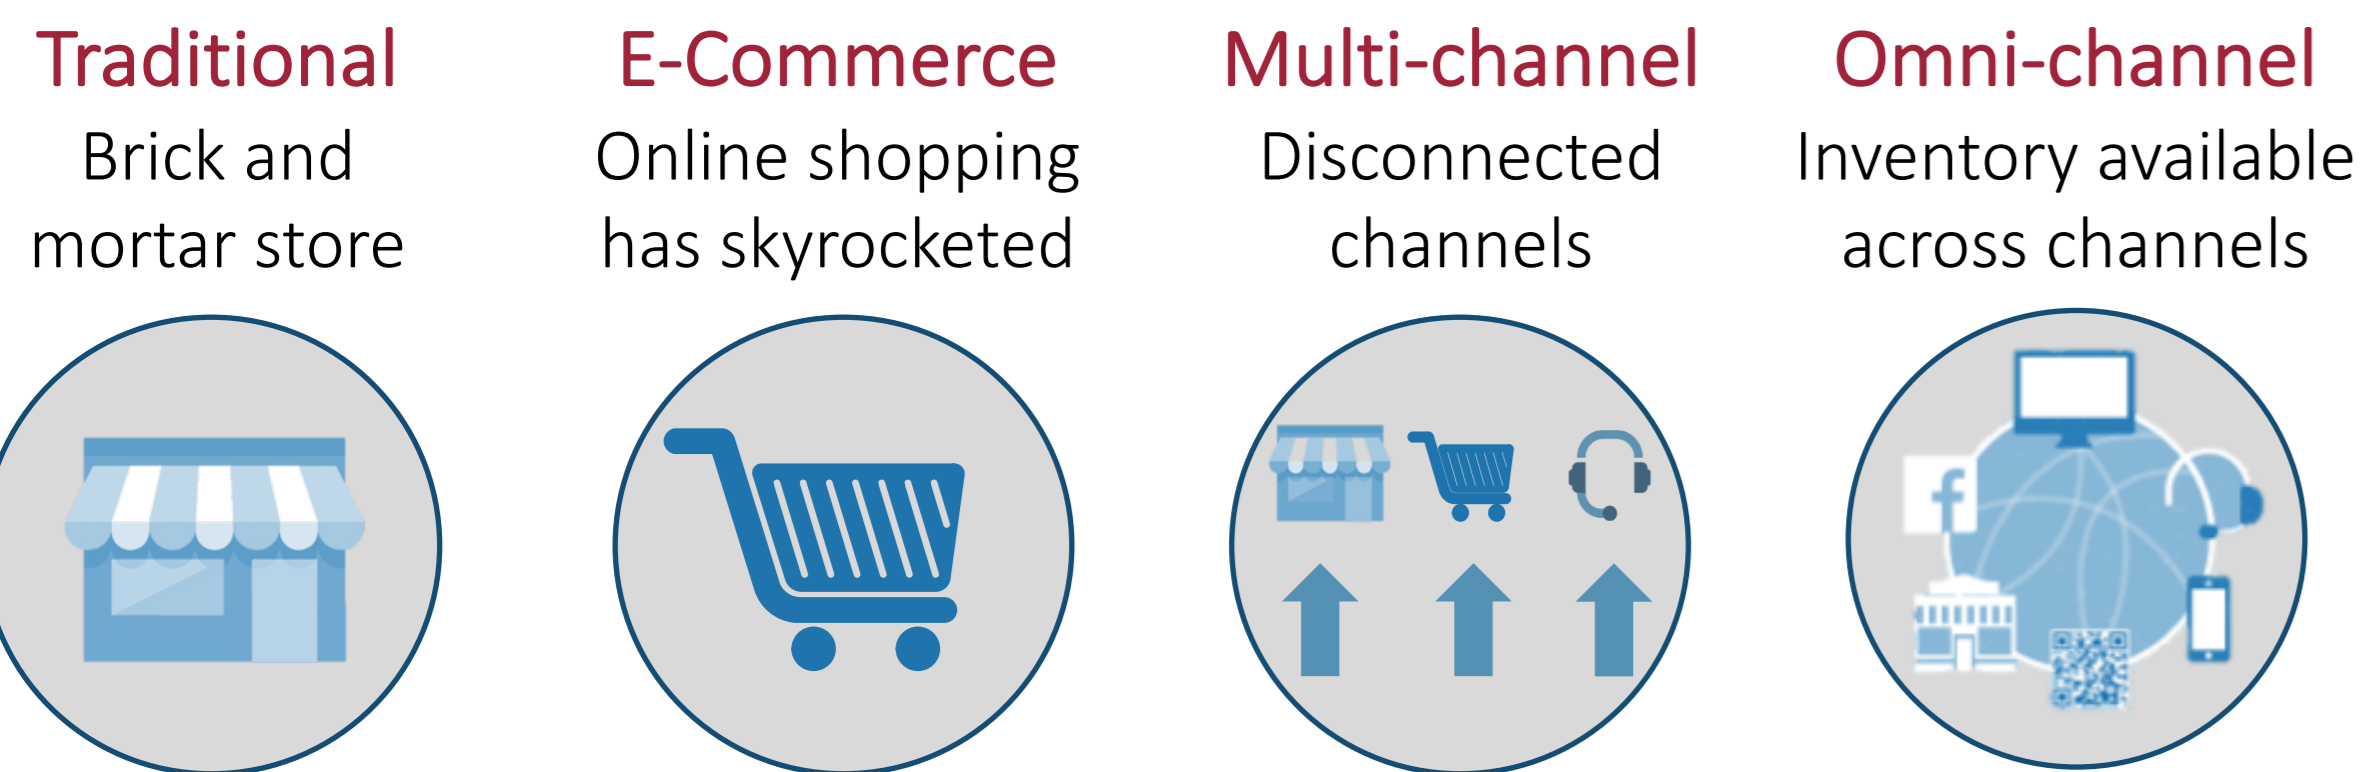 Traditional
Brick and
mortar store
E-Commerce
Online shopping
has skyrocketed
Multi-channel
Disconnected
channels
Omni-channel
Inventory available
across channels
f